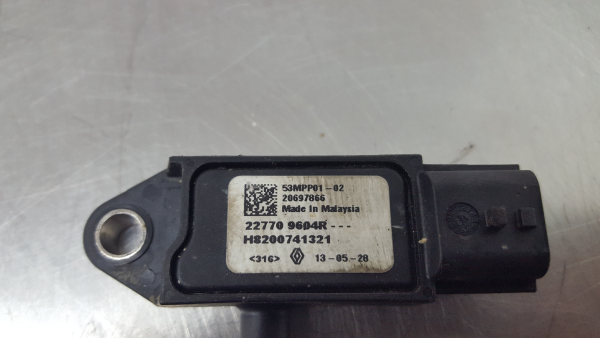 53MPP01-02
20697866
Made In Malaysia
22770 9604R---
H8200741321
<316> 13-05-28